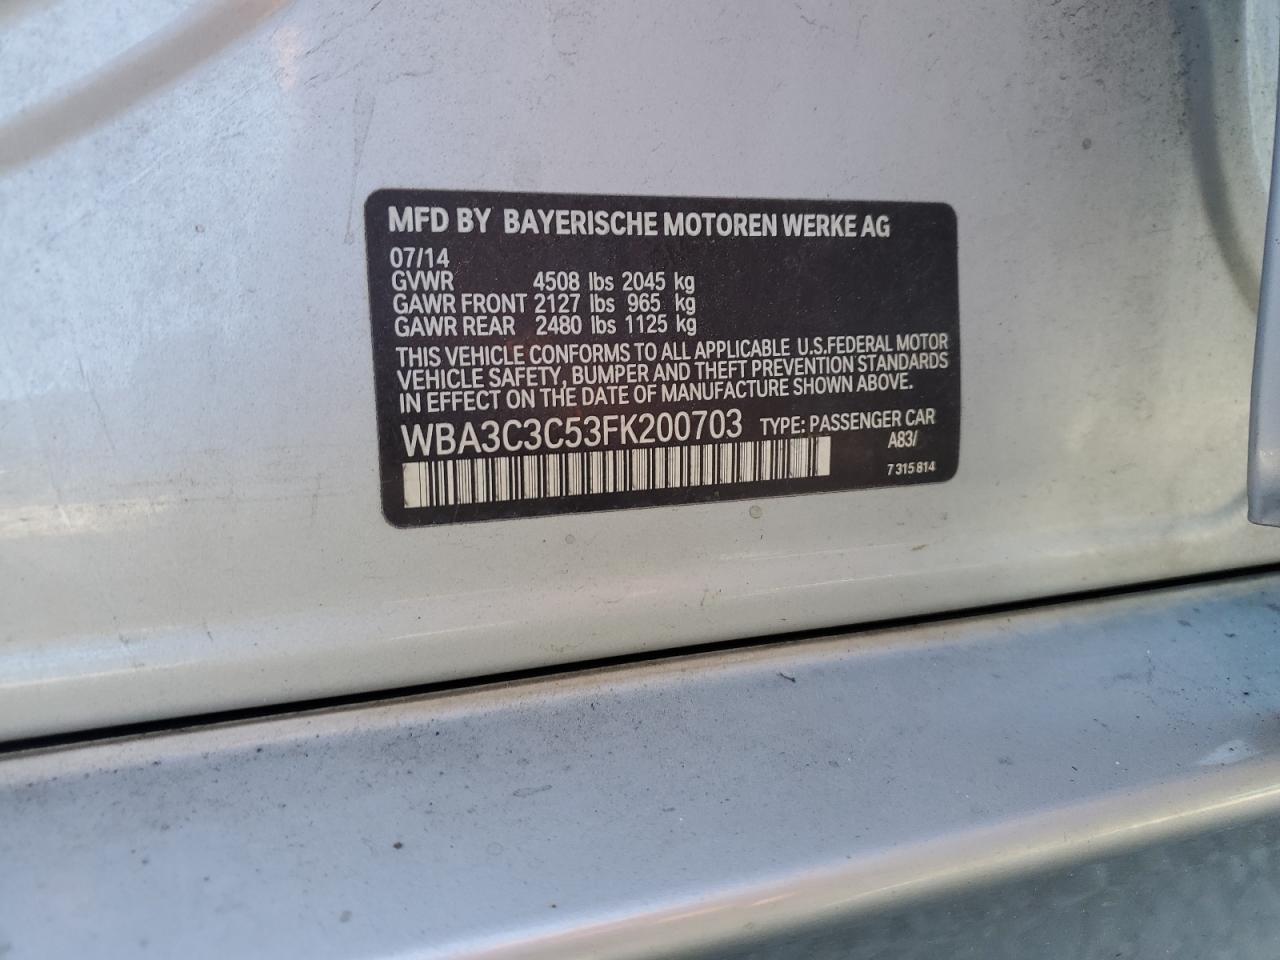 MFD BY BAYERISCHE MOTOREN WERKE AG
07/14
GVWR 4508 lbs 2045 kg
GAWR FRONT 2127 lbs 965 kg
GAWR REAR 2480 lbs 1125 kg
THIS VEHICLE CONFORMS TO ALL APPLICABLE U.S.FEDERAL MOTOR
VEHICLE SAFETY, BUMPER AND THEFT PREVENTION STANDARDS
IN EFFECT ON THE DATE OF MANUFACTURE SHOWN ABOVE.
WBA3C3C53FK200703 TYPE: PASSENGER CAR
A83/
7 315 814